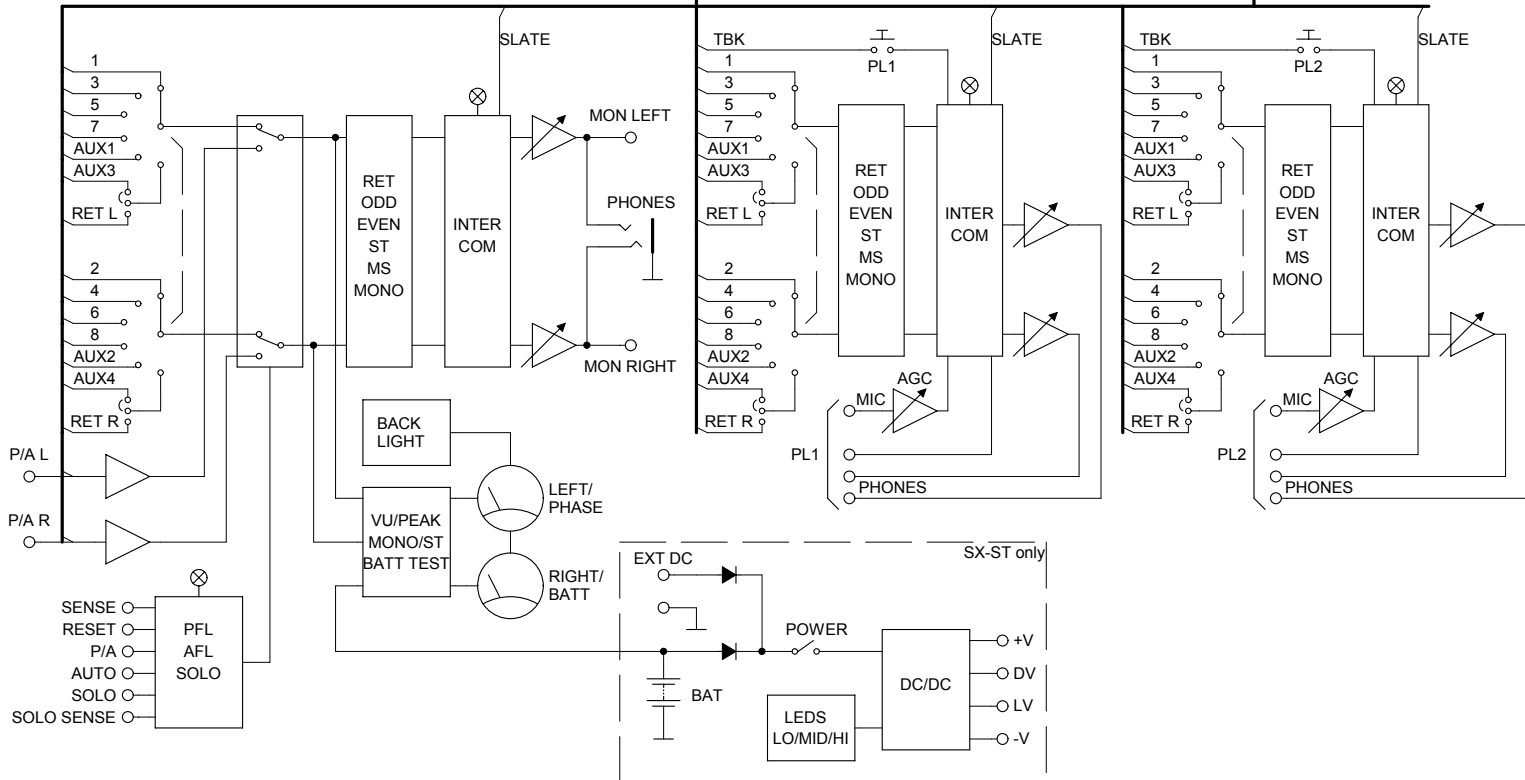 SLATE
1
3
5
7
AUX1
AUX3
RET L
2
4
6
8
AUX2
AUX4
RET R
P/A L
P/A R
RET
ODD
EVEN
ST
MS
MONO
INTER
COM
MON LEFT
PHONES
MON RIGHT
BACK
LIGHT
LEFT/
PHASE
VU/PEAK
MONO/ST
BATT TEST
RIGHT/
BATT
SENSE
RESET
P/A
AUTO
SOLO
SOLO SENSE
PFL
AFL
SOLO
TBK
PL1
SLATE
1
3
5
7
AUX1
AUX3
RET L
2
4
6
8
AUX2
AUX4
RET R
RET
ODD
EVEN
ST
MS
MONO
INTER
COM
MIC
AGC
PL1
PHONES
TBK
PL2
SLATE
1
3
5
7
AUX1
AUX3
RET L
2
4
6
8
AUX2
AUX4
RET R
RET
ODD
EVEN
ST
MS
MONO
INTER
COM
MIC
AGC
PL2
PHONES
SX-ST only
EXT DC
POWER
BAT
DC/DC
LEDS
LO/MID/HI
+V
DV
LV
-V